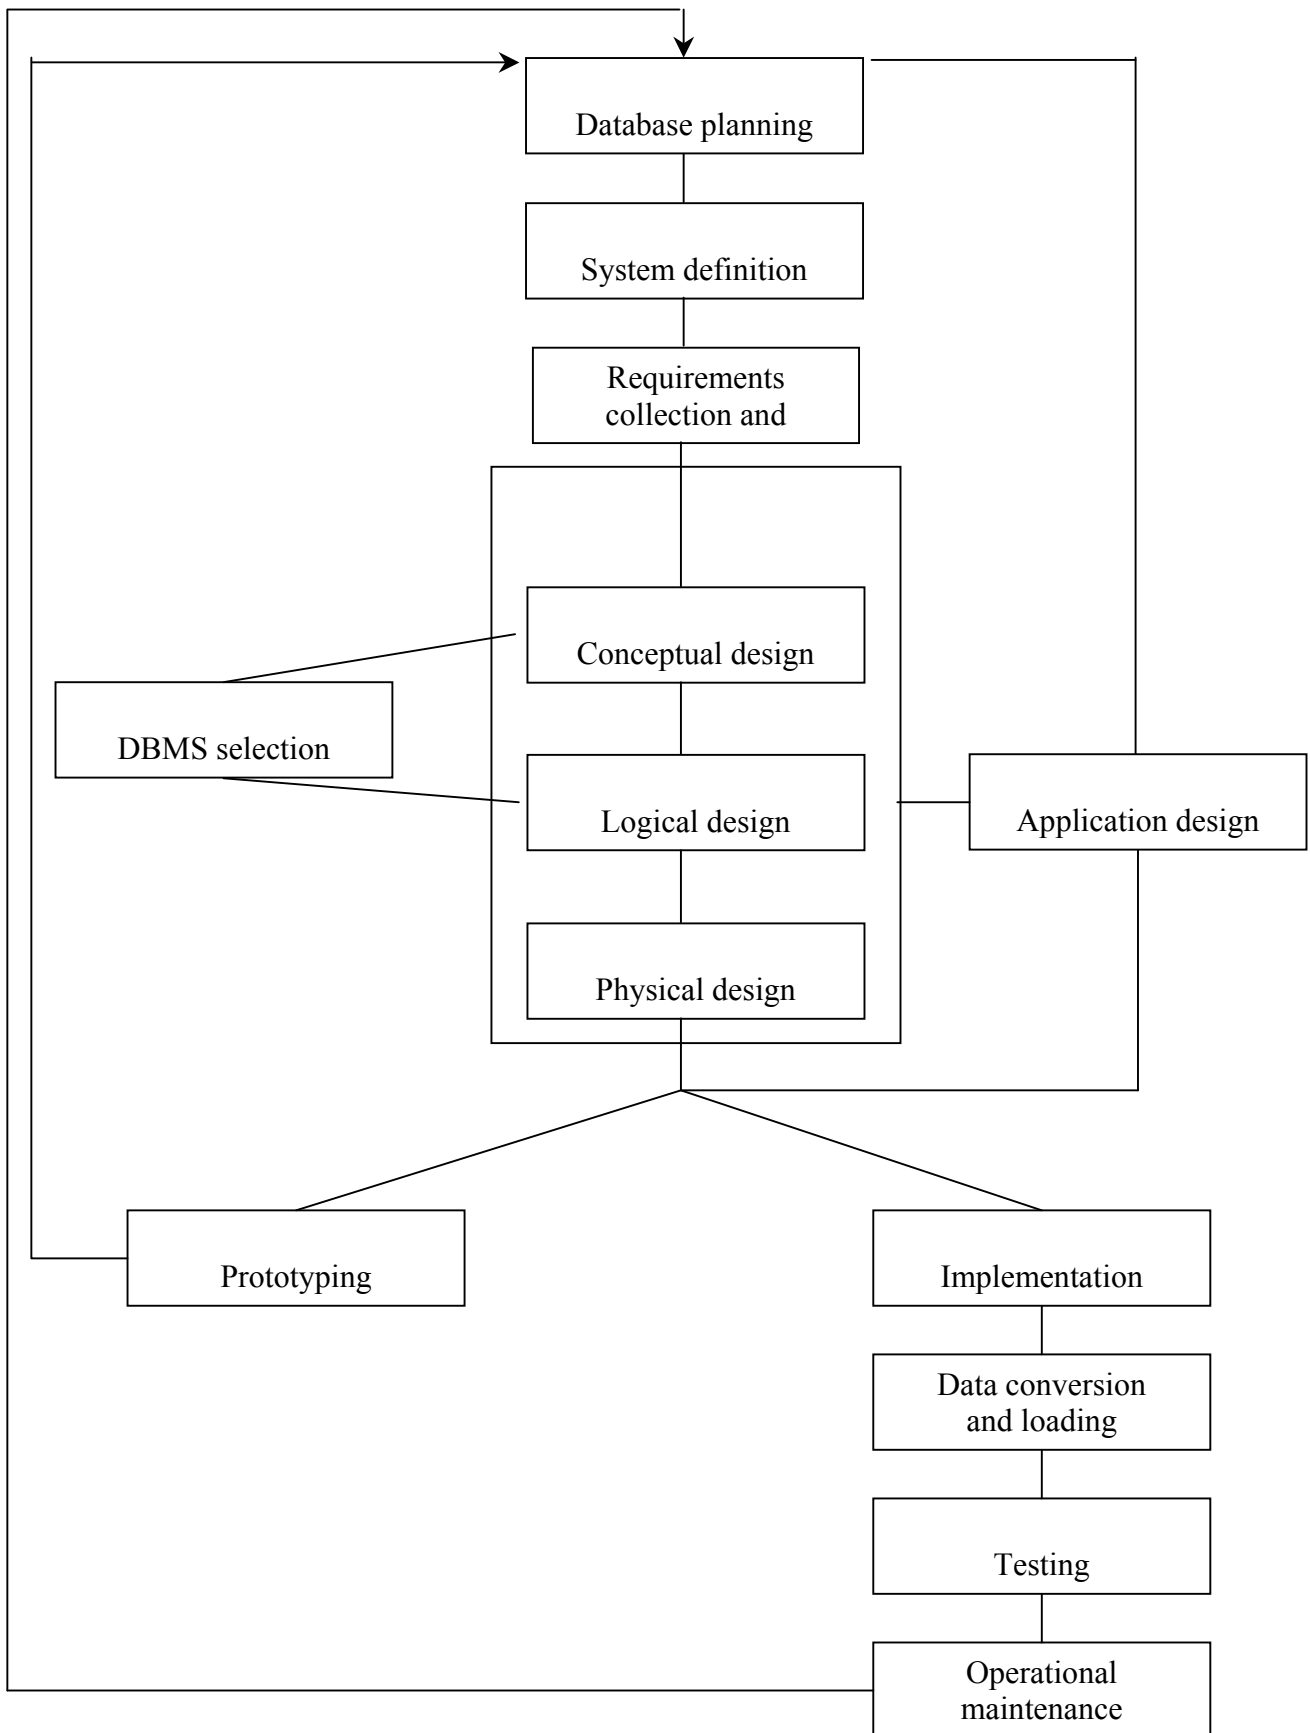 Database planning
System definition
Requirements
collection and
Conceptual design
DBMS selection
Logical design
Application design
Physical design
Prototyping
Implementation
Data conversion
and loading
Testing
Operational
maintenance